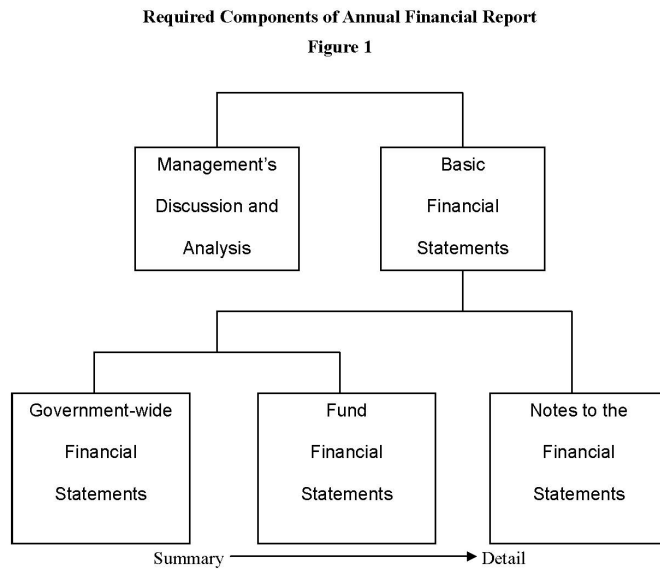 Required Components of Annual Financial Report
Figure 1
Management's
Discussion and
Analysis
Basic
Financial
Statements
Government-wide
Financial
Statements
Fund
Financial
Statements
Notes to the
Financial
Statements
Summary
Detail